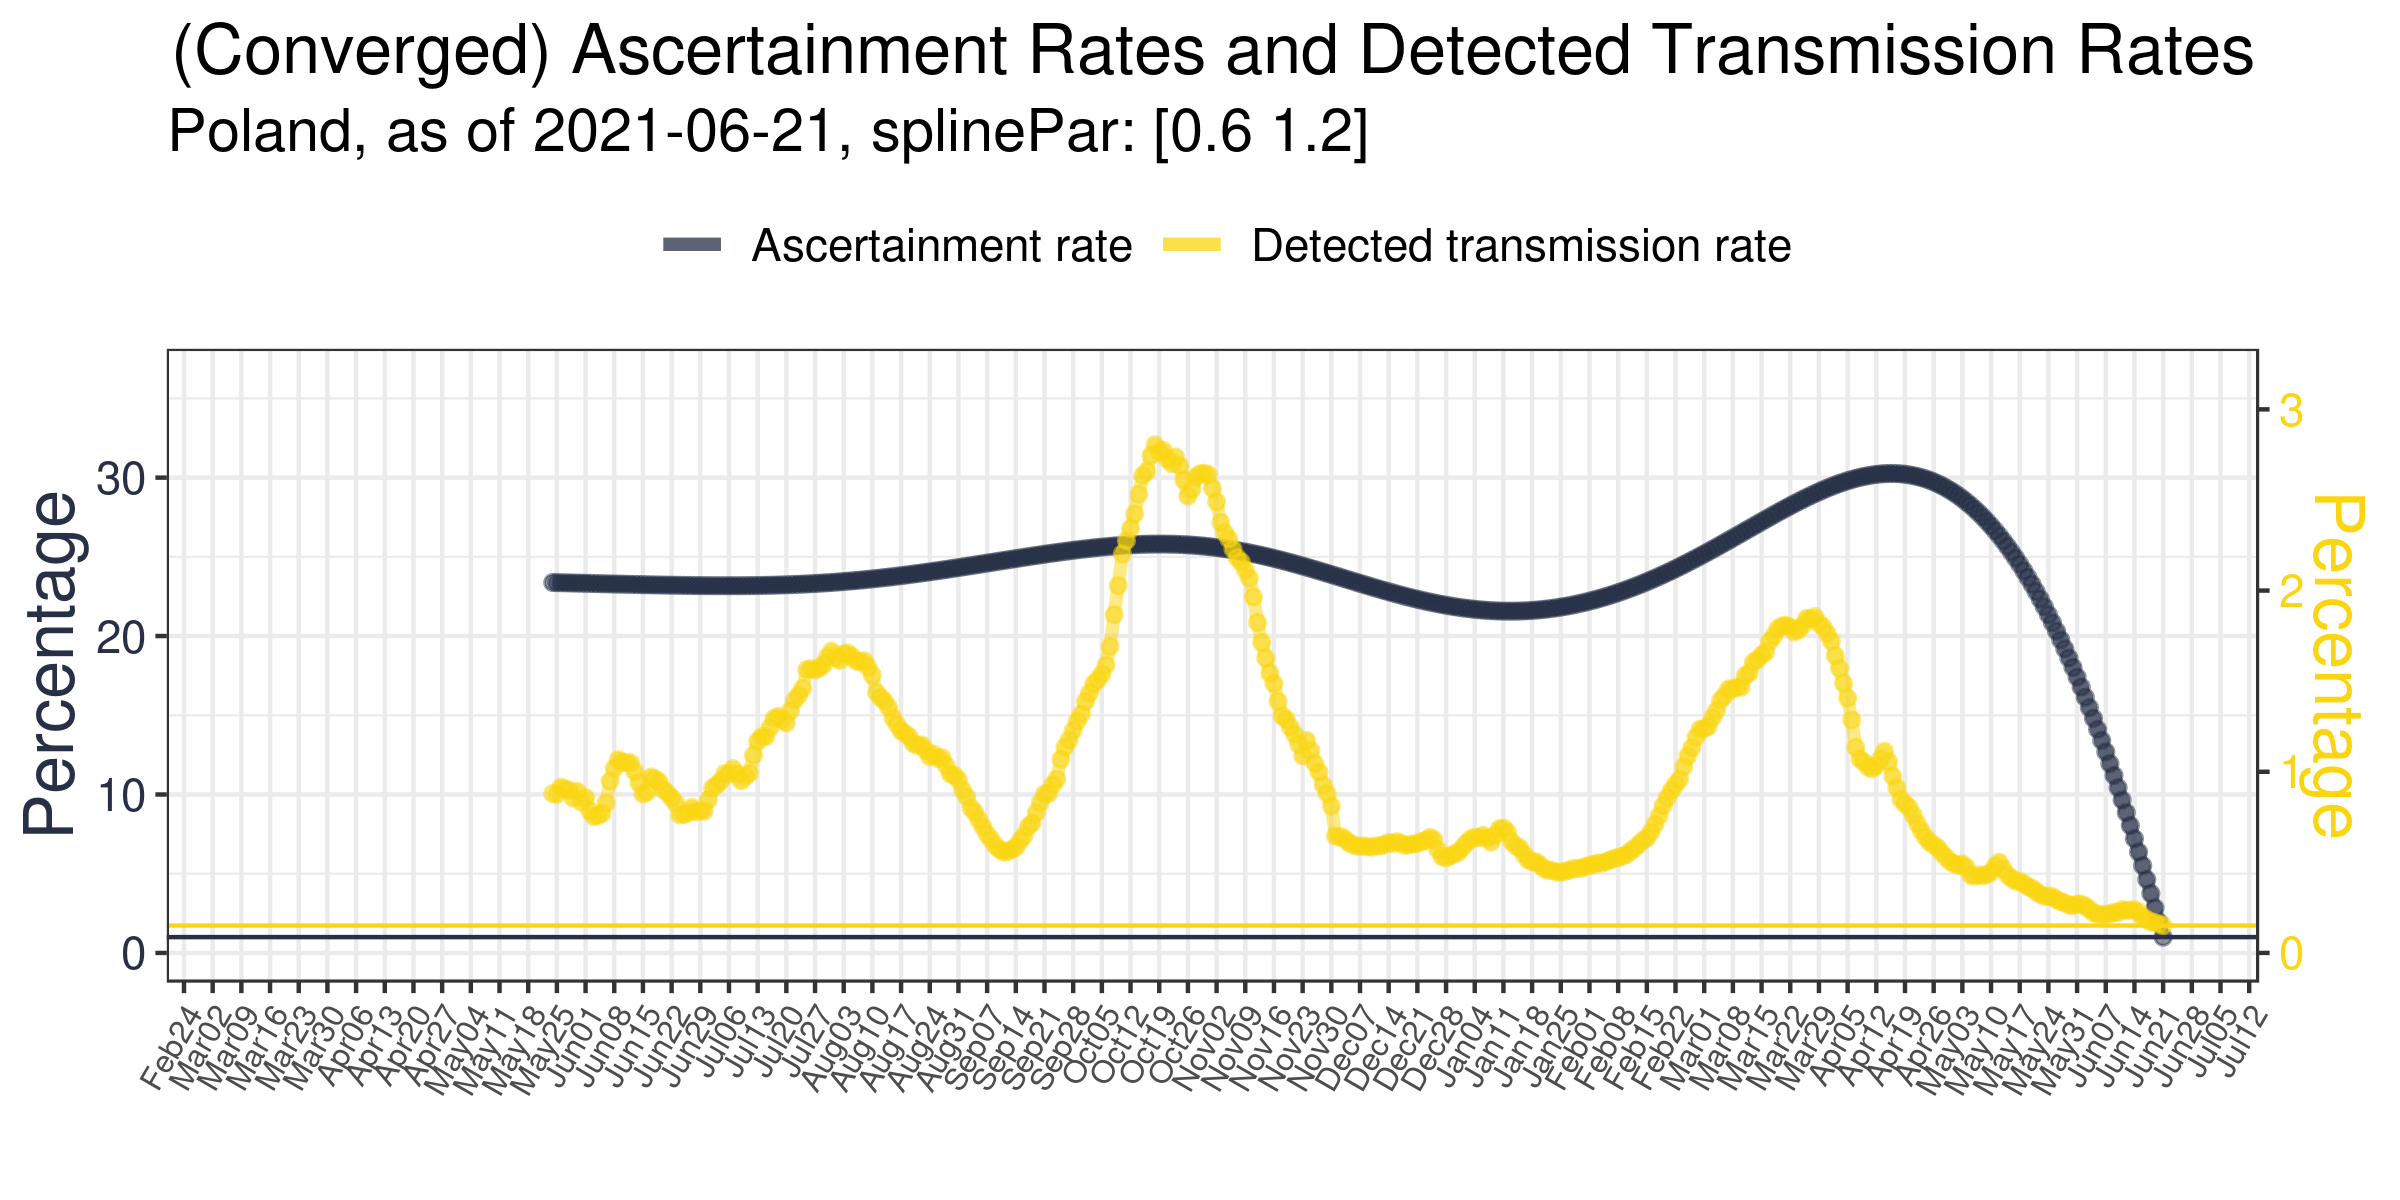 (Converged) Ascertainment Rates and Detected Transmission Rates
Poland, as of 2021-06-21, splinePar: [0.6 1.2]
Ascertainment rate Detected transmission rate
Percentage
30
20
10
0
3
2
1
0
Percentage
Feb24 Mar02 Mar09 Mar16 Mar23 Mar30 Apr06 Apr13 Apr20 Apr27 May04 May11 May18 May25 Jun01 Jun08 Jun15 Jun22 Jun29 Jul06 Jul13 Jul20 Jul27 Aug03 Aug10 Aug17 Aug24 Aug31 Sep07 Sep14 Sep21 Sep28 Oct05 Oct12 Oct19 Oct26 Nov02 Nov09 Nov16 Nov23 Nov30 Dec07 Dec14 Dec21 Dec28 Jan04 Jan11 Jan18 Jan25 Feb01 Feb08 Feb15 Feb22 Mar01 Mar08 Mar15 Mar22 Mar29 Apr05 Apr12 Apr19 Apr26 May03 May10 May17 May24 May31 Jun07 Jun14 Jun21 Jun28 Jul05 Jul12